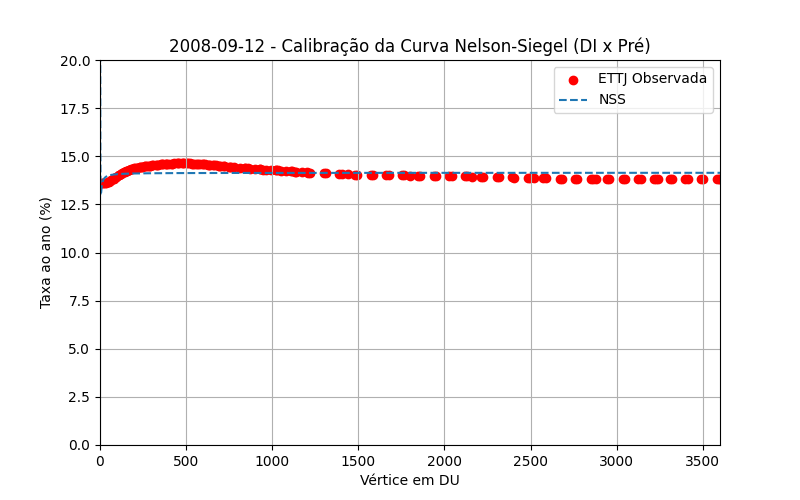 2008-09-12 - Calibração da Curva Nelson-Siegel (DI x Pré)
ETTJ Observada
NSS
Taxa ao ano (%)
20.0
17.5
15.0
12.5
10.0
7.5
5.0
2.5
0.0
0 500 1000 1500 2000 2500 3000 3500
Vértice em DU